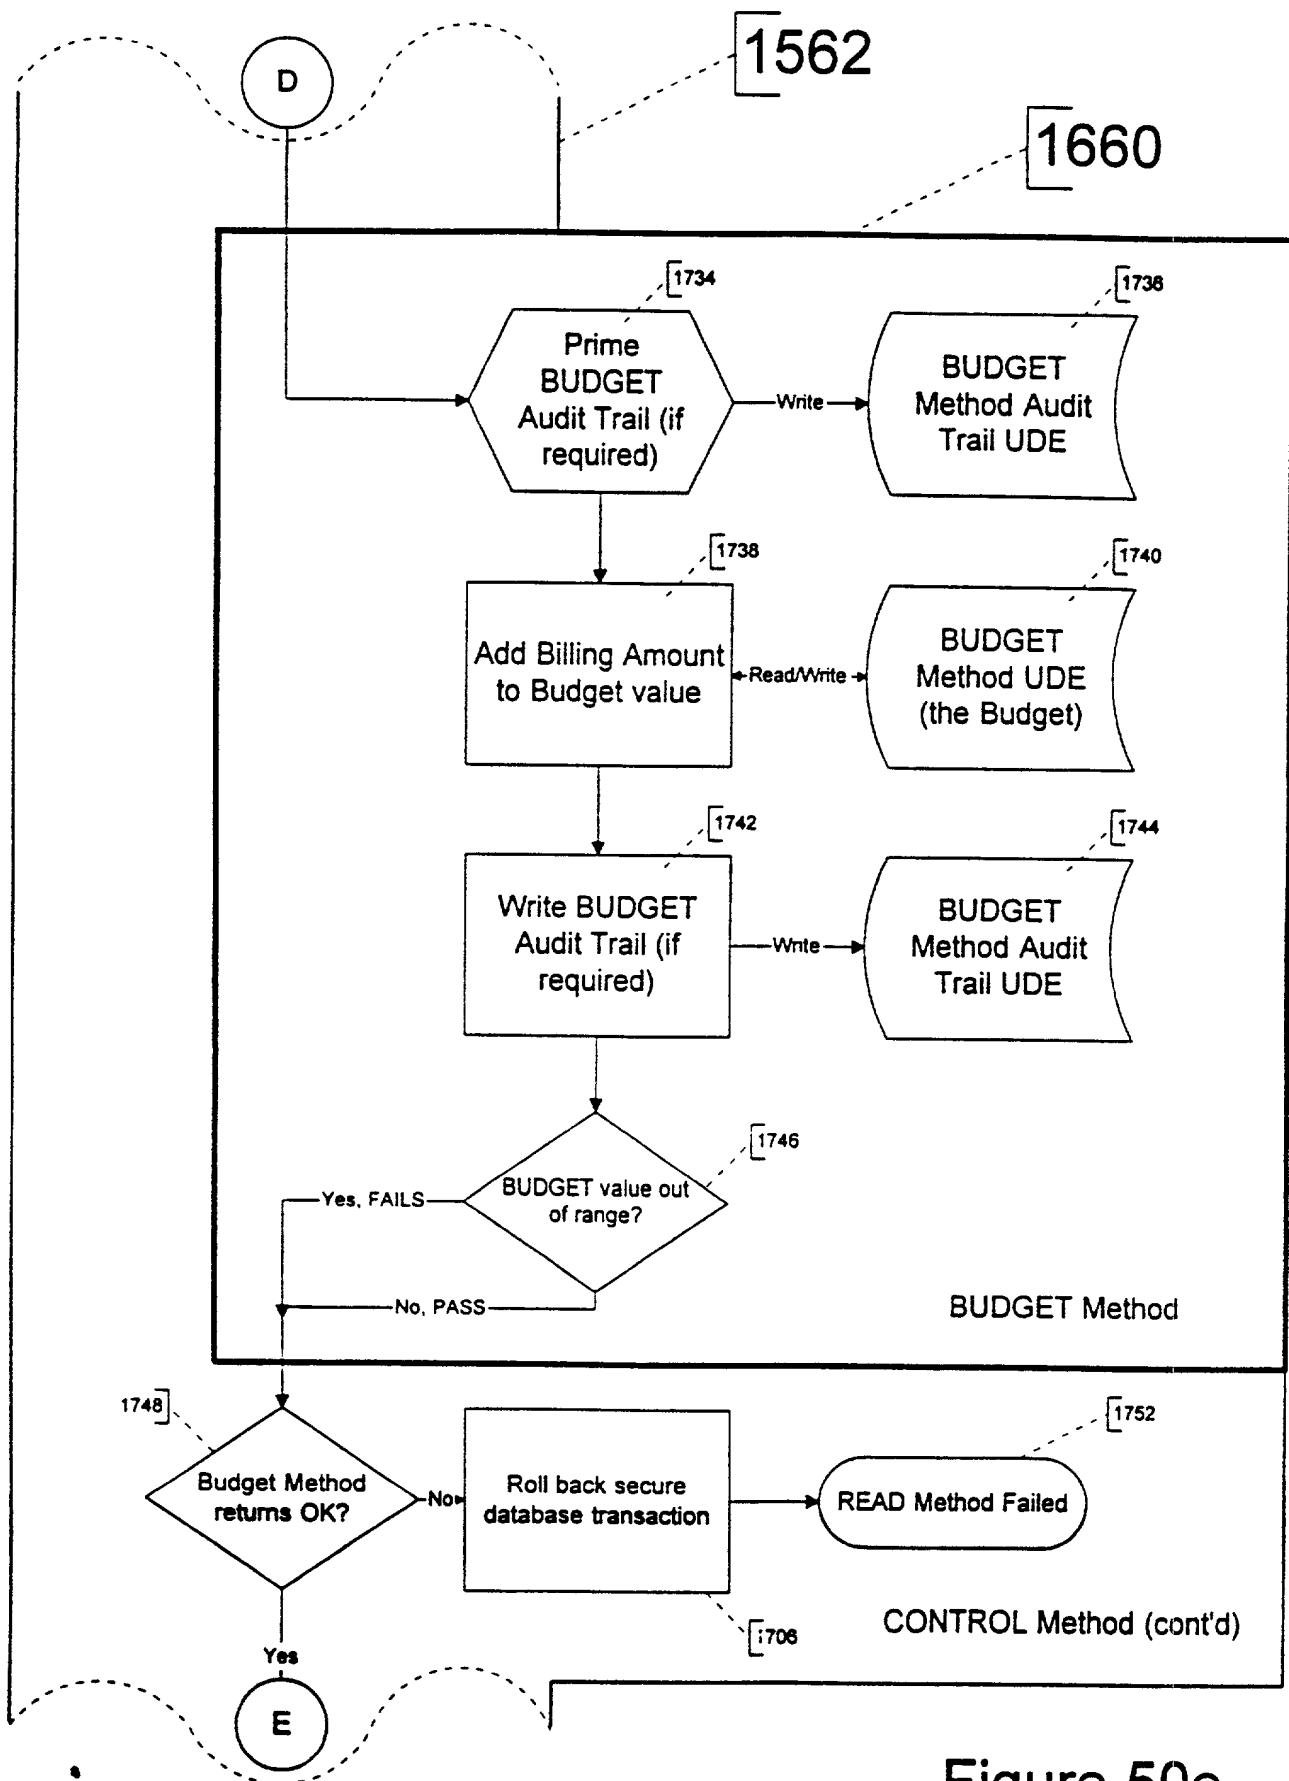 D
1562
1660
1734
1736
Prime
BUDGET
Audit Trail (if
required)
Write
BUDGET
Method Audit
Trail UDE
1738
1740
Add Billing Amount
to Budget value
Read/Write
BUDGET
Method UDE
(the Budget)
1742
1744
Write BUDGET
Audit Trail (if
required)
Write
BUDGET
Method Audit
Trail UDE
1746
BUDGET value out
of range?
Yes, FAILS
No, PASS
BUDGET Method
1748
1752
Budget Method
returns OK?
No
Roll back secure
database transaction
READ Method Failed
1706
CONTROL Method (cont'd)
Yes
E